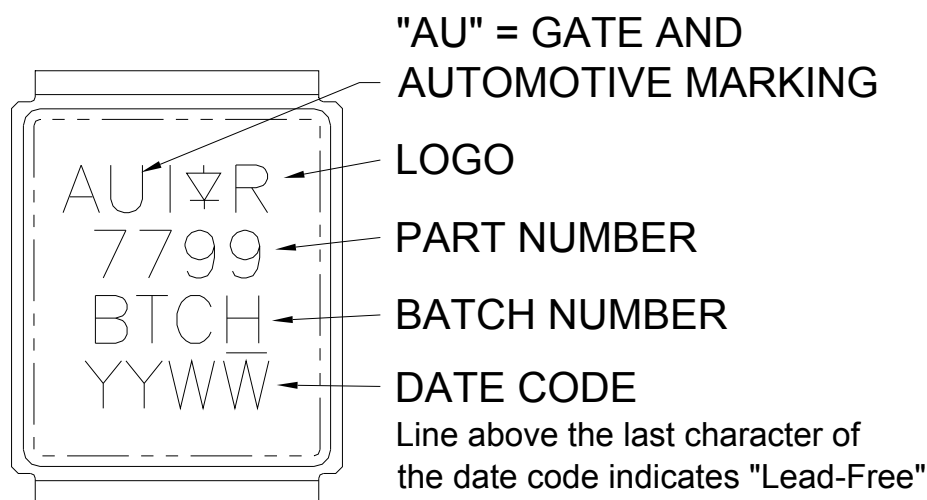 "AU" = GATE AND
AUTOMOTIVE MARKING
AUI R
LOGO
7799
PART NUMBER
BTCH
BATCH NUMBER
YYWW̅
DATE CODE
Line above the last character of
the date code indicates "Lead-Free"